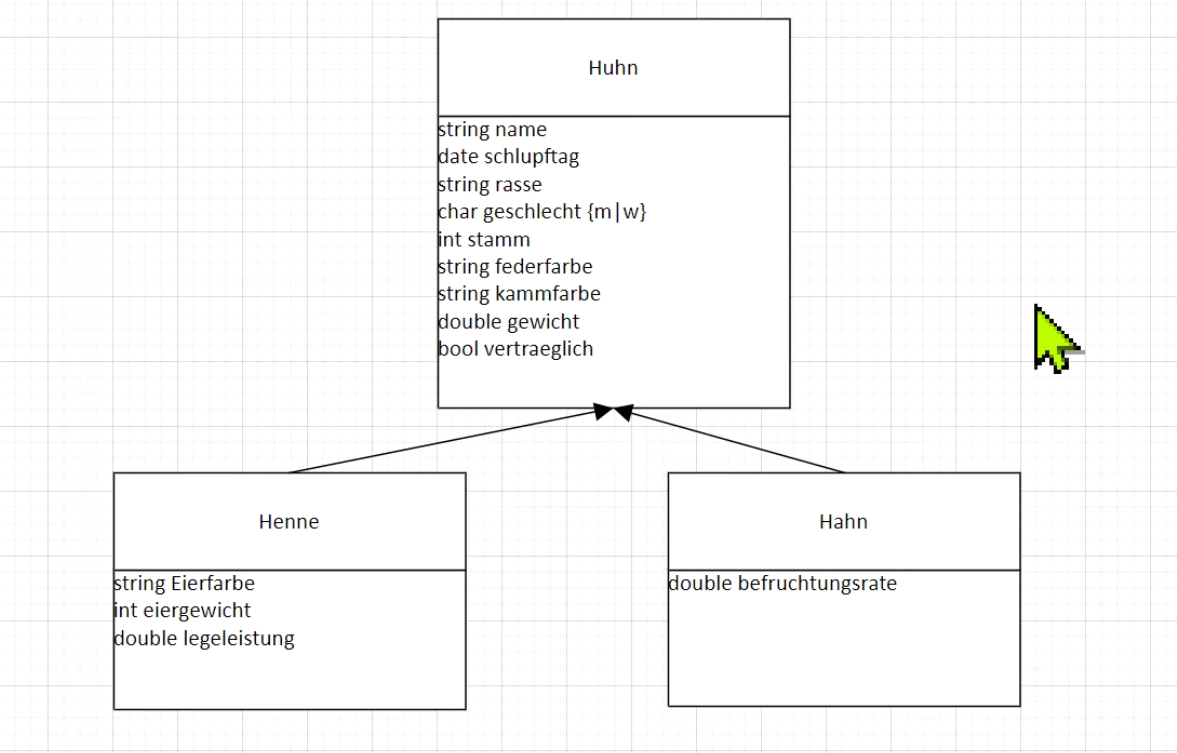 Huhn
string name
date schlupftag
string rasse
char geschlecht {m|w}
int stamm
string federfarbe
string kammfarbe
double gewicht
bool vertraeglich
Henne
string Eierfarbe
int eiergewicht
double legeleistung
Hahn
double befruchtungsrate